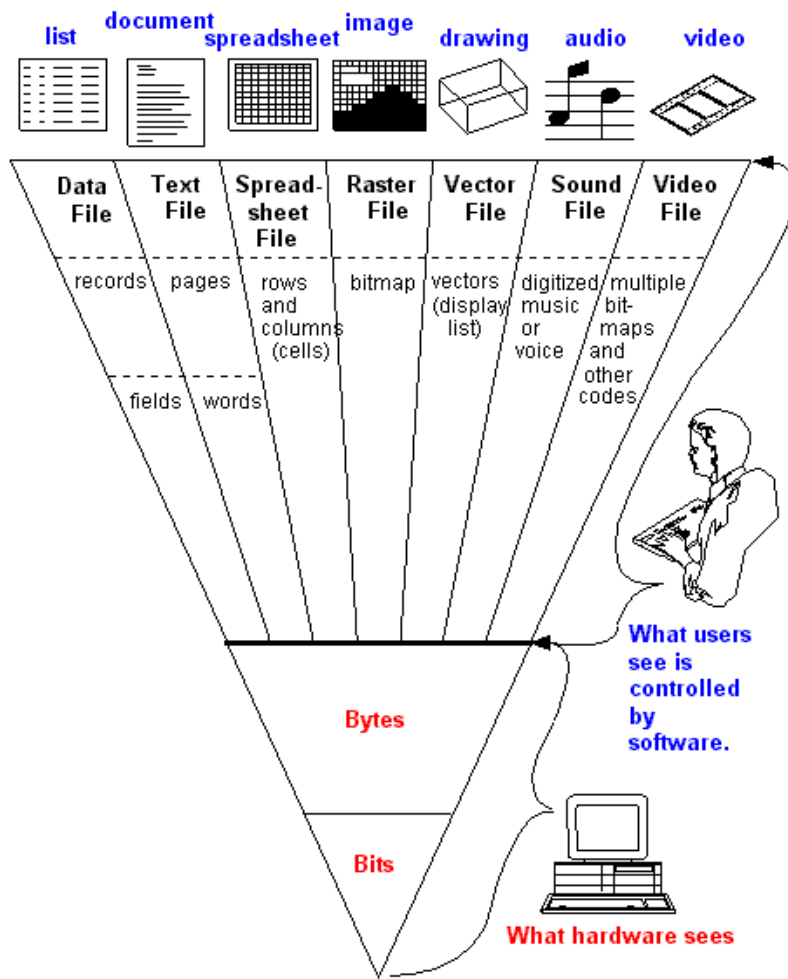 list
document
spreadsheet
image
drawing
audio
video
Data
File
Text
File
Spread-
sheet
File
Raster
File
Vector
File
Sound
File
Video
File
records
pages
rows
and
columns
(cells)
bitmap
vectors
(display
list)
digitized
music
or
voice
multiple
bit-
maps
and
other
codes
fields
words
What users
see is
controlled
by
software.
Bytes
Bits
What hardware sees